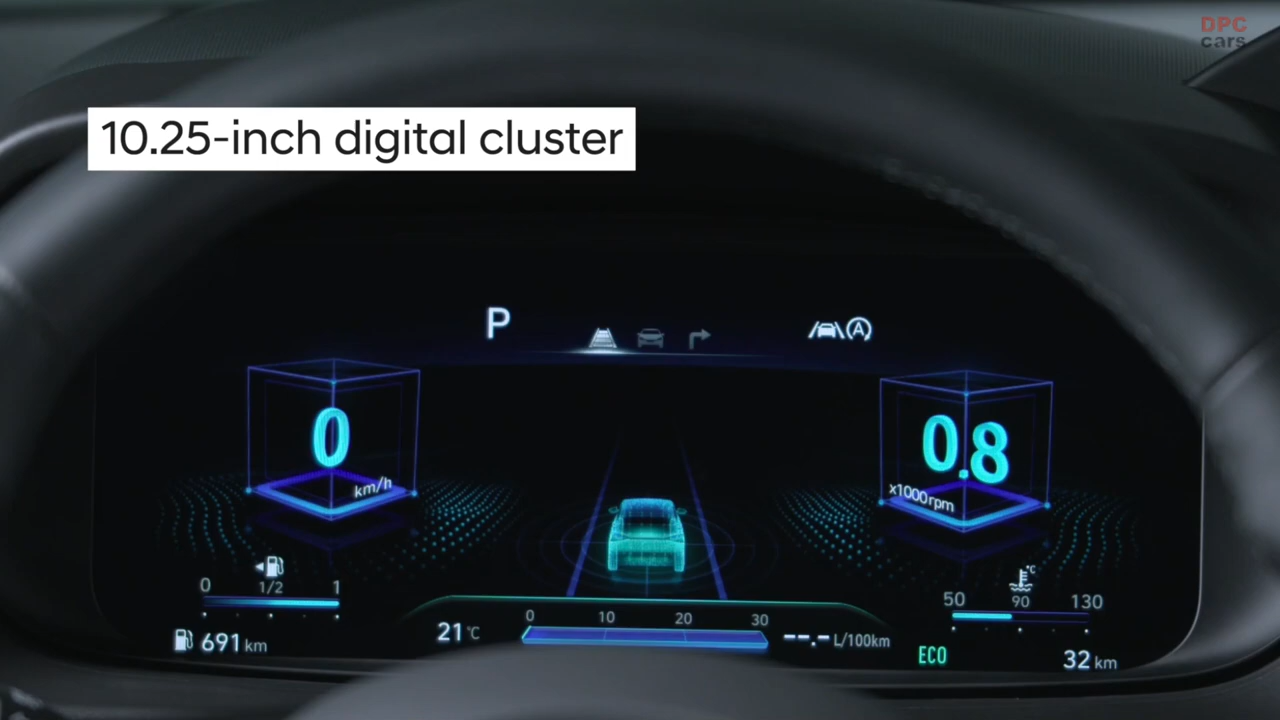 DPC
cars
10.25-inch digital cluster
P
A
0
km/h
0.8
x1000rpm
0 1/2 1
691 km
21 °C
0 10 20 30
--.- L/100km
°C
50 90 130
ECO
32 km